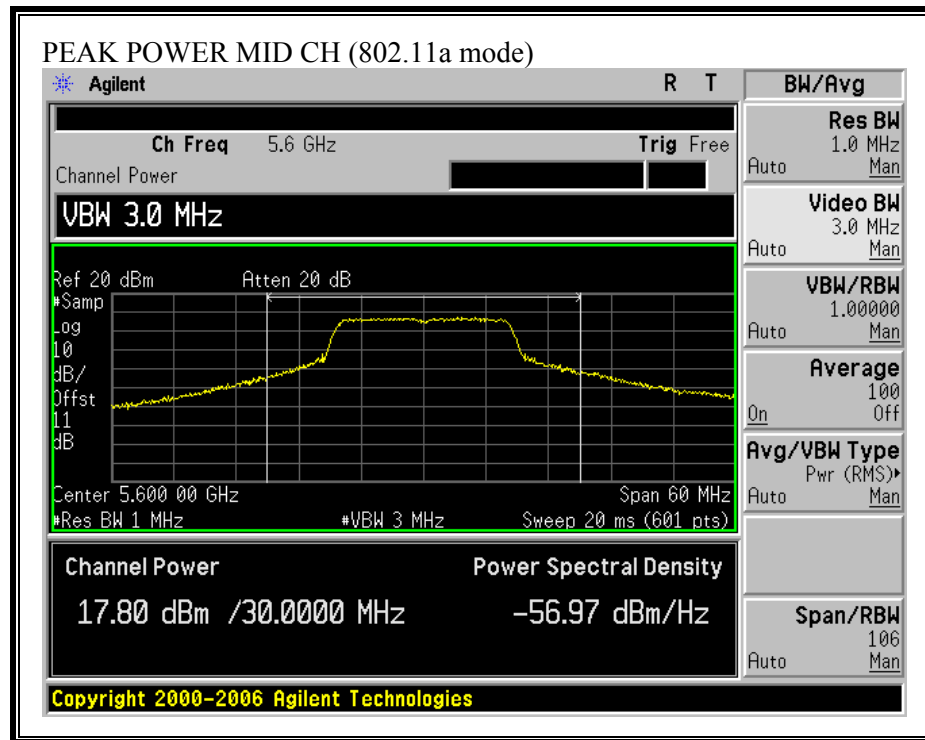 PEAK POWER MID CH (802.11a mode)
Agilent R T
Ch Freq 5.6 GHz Trig Free
Channel Power
VBW 3.0 MHz
Ref 20 dBm Atten 20 dB
#Samp
Log
10
dB/
Offst
11
dB
Center 5.600 00 GHz Span 60 MHz
#Res BW 1 MHz #VBW 3 MHz Sweep 20 ms (601 pts)
Channel Power Power Spectral Density
17.80 dBm /30.0000 MHz -56.97 dBm/Hz
Copyright 2000-2006 Agilent Technologies
BW/Avg
Res BW
1.0 MHz
Auto Man
Video BW
3.0 MHz
Auto Man
VBW/RBW
1.00000
Auto Man
Average
100
On Off
Avg/VBW Type
Pwr (RMS)▸
Auto Man
Span/RBW
106
Auto Man